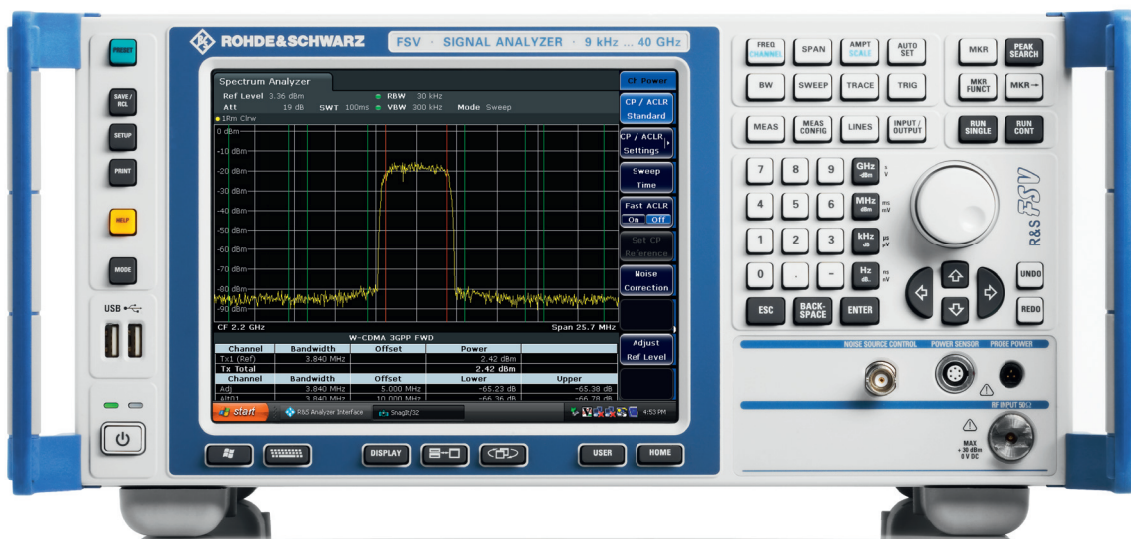 ROHDE&SCHWARZ
FSV · SIGNAL ANALYZER · 9 kHz ... 40 GHz
PRESET
SAVE / RCL
SETUP
PRINT
HELP
MODE
USB
Spectrum Analyzer
Ref Level 3.36 dBm RBW 30 kHz
Att 19 dB SWT 100ms VBW 300 kHz Mode Sweep
1Rm Clrw
0 dBm
-10 dBm
-20 dBm
-30 dBm
-40 dBm
-50 dBm
-60 dBm
-70 dBm
-80 dBm
-90 dBm
CF 2.2 GHz Span 25.7 MHz
W-CDMA 3GPP FWD
Channel Bandwidth Offset Power
Tx1 (Ref) 3.840 MHz 2.42 dBm
Tx Total 2.42 dBm
Channel Bandwidth Offset Lower Upper
Adj 3.840 MHz 5.000 MHz -65.23 dB -65.38 dB
Alt01 3.840 MHz 10.000 MHz -66.36 dB -66.78 dB
start R&S Analyzer Interface SnagIt/32 4:53 PM
Ch Power
CP / ACLR
Standard
CP / ACLR
Settings
Sweep
Time
Fast ACLR
On Off
Set CP
Reference
Noise
Correction
Adjust
Ref Level
DISPLAY
USER
HOME
FREQ
CHANNEL
SPAN
AMPT
SCALE
AUTO
SET
MKR
PEAK
SEARCH
BW
SWEEP
TRACE
TRIG
MKR
FUNCT
MKR→
MEAS
MEAS
CONFIG
LINES
INPUT /
OUTPUT
RUN
SINGLE
RUN
CONT
7 8 9 GHz -dBm s V
4 5 6 MHz dBm ms mV
1 2 3 kHz dB µs µV
0 . - Hz dB.. ns nV
ESC
BACK-
SPACE
ENTER
R&S FSV
UNDO
REDO
NOISE SOURCE CONTROL
POWER SENSOR
PROBE POWER
RF INPUT 50Ω
MAX
+ 30 dBm
0 V DC